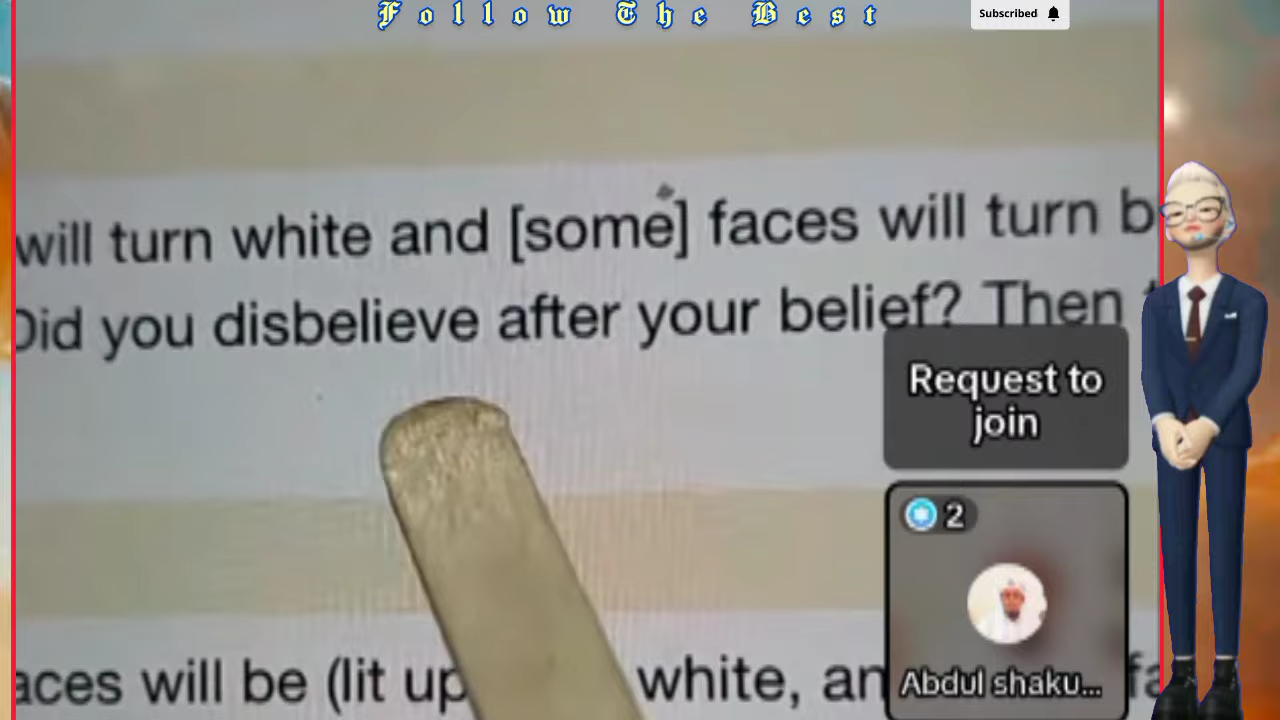 Follow The Best
Subscribed
will turn white and [some] faces will turn b
Did you disbelieve after your belief? Then
Request to
join
2
Abdul shaku...
aces will be (lit up white, an fa